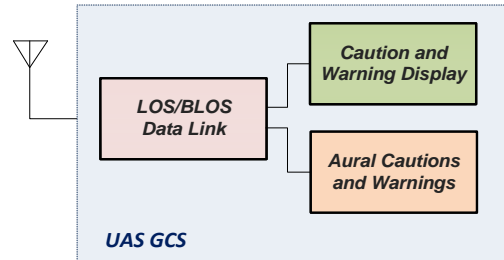 Caution and
Warning Display
LOS/BLOS
Data Link
Aural Cautions
and Warnings
UAS GCS